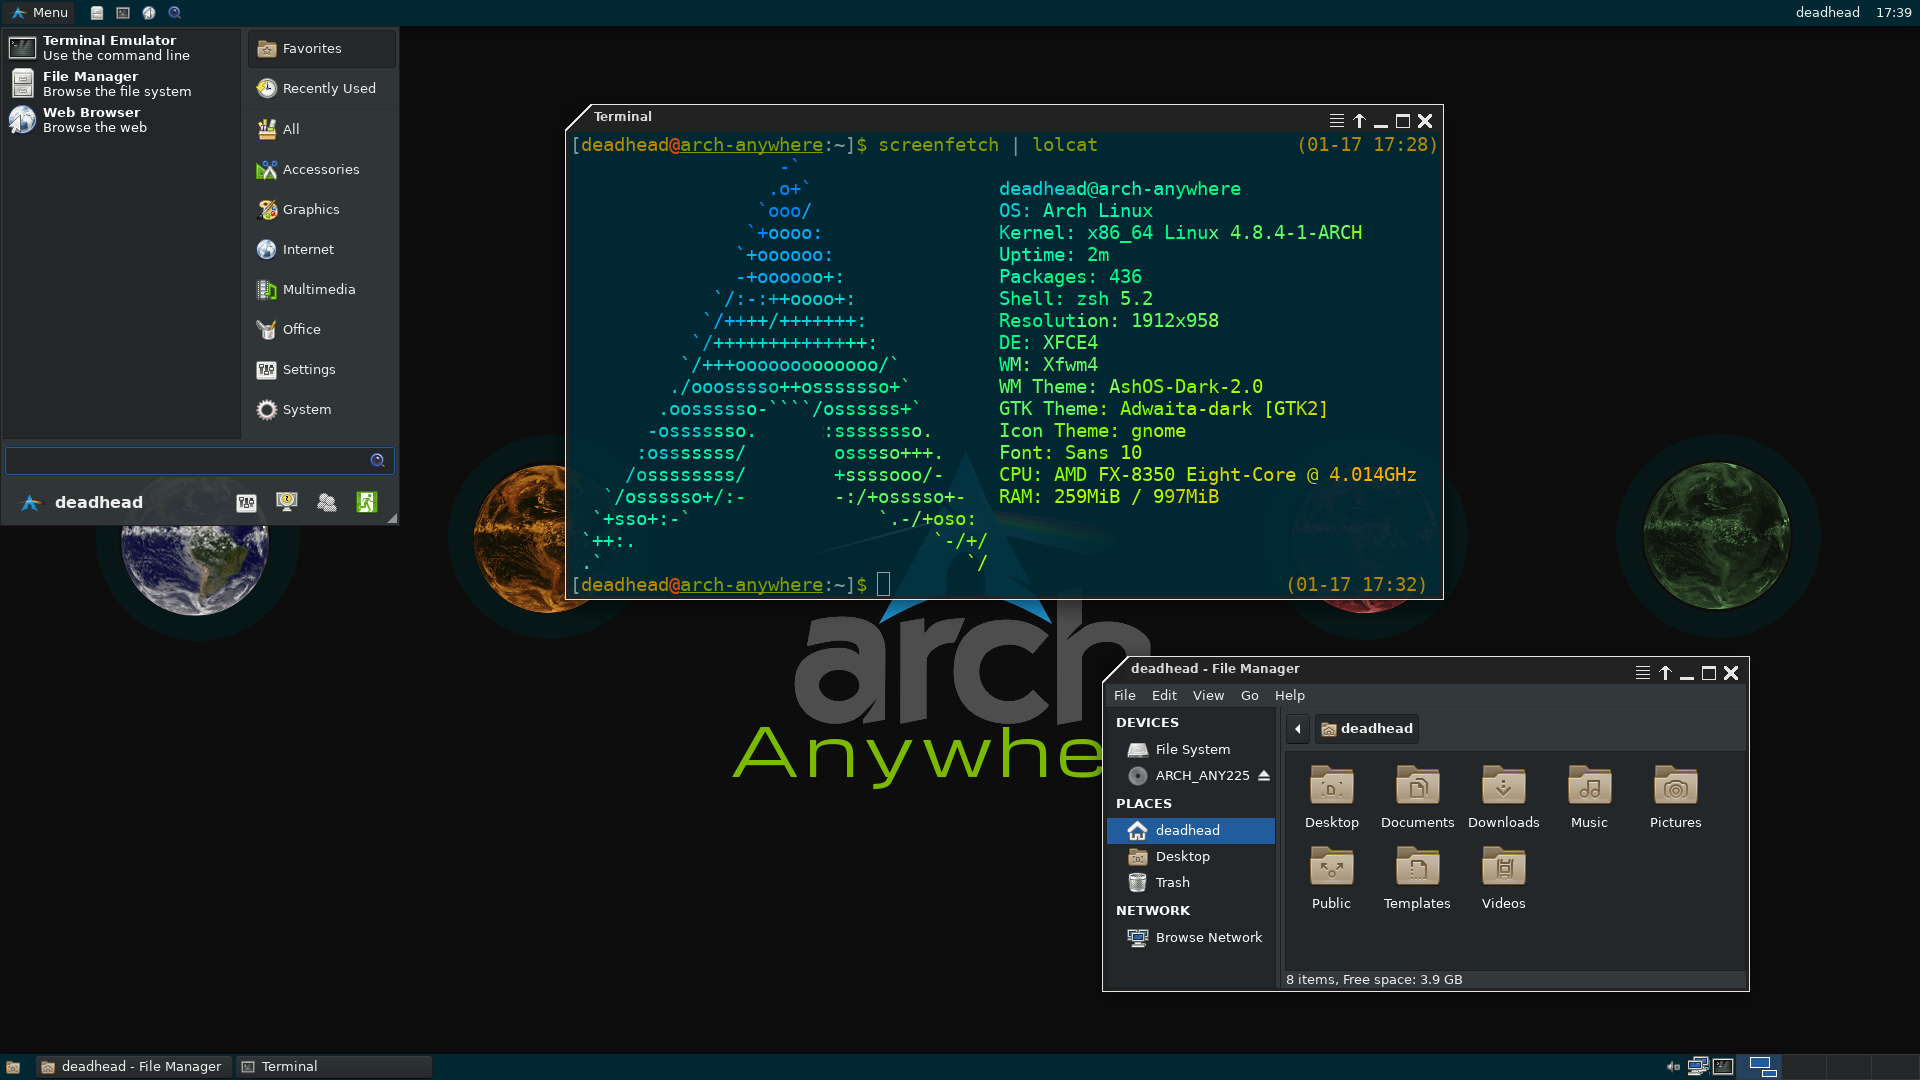 Menu
deadhead 17:39
Terminal Emulator
Use the command line
File Manager
Browse the file system
Web Browser
Browse the web
Favorites
Recently Used
All
Accessories
Graphics
Internet
Multimedia
Office
Settings
System
deadhead
Terminal
[deadhead@arch-anywhere:~]$ screenfetch | lolcat (01-17 17:28)
-`
.o+` deadhead@arch-anywhere
`ooo/ OS: Arch Linux
`+oooo: Kernel: x86_64 Linux 4.8.4-1-ARCH
`+oooooo: Uptime: 2m
-+oooooo+: Packages: 436
`/:-:++oooo+: Shell: zsh 5.2
`/++++/+++++++: Resolution: 1912x958
`/++++++++++++++: DE: XFCE4
`/+++ooooooooooooo/` WM: Xfwm4
./ooosssso++osssssso+` WM Theme: AshOS-Dark-2.0
.oossssso-````/ossssss+` GTK Theme: Adwaita-dark [GTK2]
-osssssso. :ssssssso. Icon Theme: gnome
:osssssss/ osssso+++. Font: Sans 10
/ossssssss/ +ssssooo/- CPU: AMD FX-8350 Eight-Core @ 4.014GHz
`/ossssso+/:- -:/+osssso+- RAM: 259MiB / 997MiB
`+sso+:-` `.-/+oso:
`++:. `-/+/
.` `/
[deadhead@arch-anywhere:~]$ (01-17 17:32)
arch
Anywhe
deadhead - File Manager
File Edit View Go Help
DEVICES
File System
ARCH_ANY225
PLACES
deadhead
Desktop
Trash
NETWORK
Browse Network
deadhead
Desktop Documents Downloads Music Pictures
Public Templates Videos
8 items, Free space: 3.9 GB
deadhead - File Manager Terminal